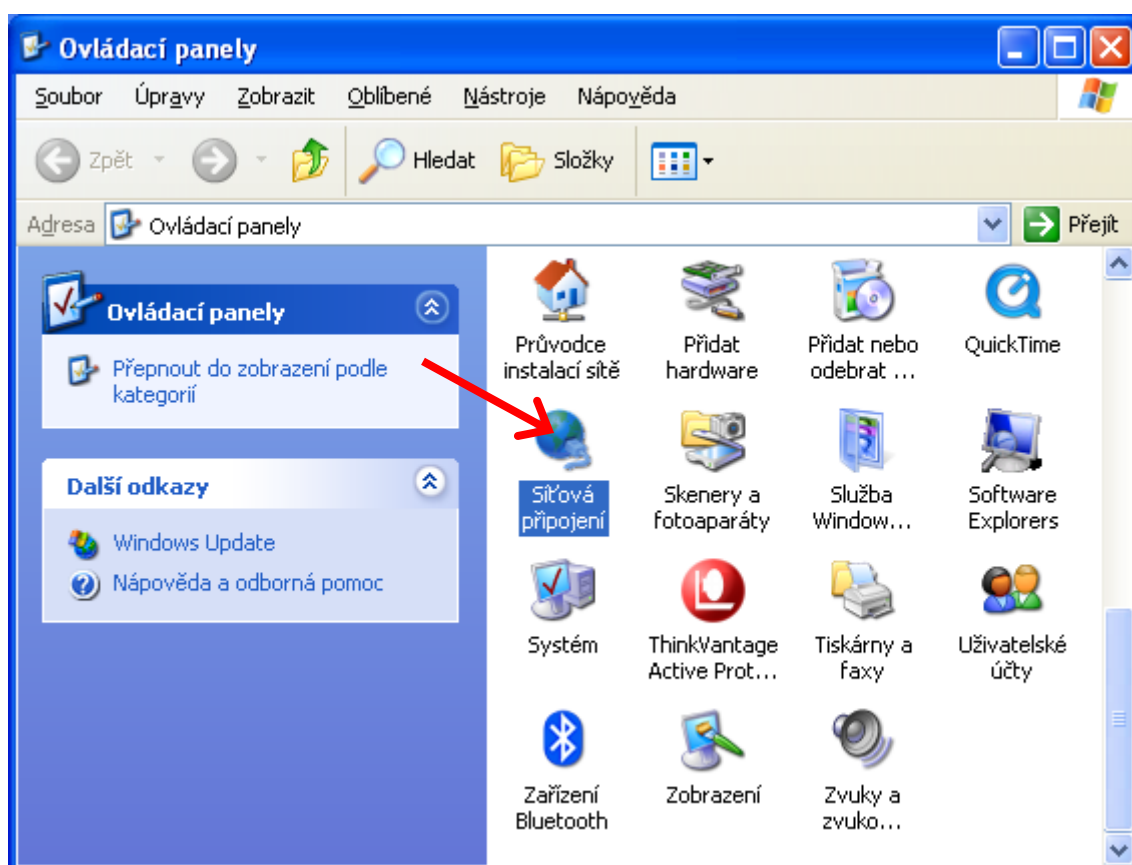 Ovládací panely
Soubor Úpravy Zobrazit Oblíbené Nástroje Nápověda
Zpět Hledat Složky
Adresa Ovládací panely Přejít
Ovládací panely
Přepnout do zobrazení podle
kategorií
Další odkazy
Windows Update
Nápověda a odborná pomoc
Průvodce
instalací sítě
Přidat
hardware
Přidat nebo
odebrat ...
QuickTime
Síťová
připojení
Skenery a
fotoaparáty
Služba
Window...
Software
Explorers
Systém
ThinkVantage
Active Prot...
Tiskárny a
faxy
Uživatelské
účty
Zařízení
Bluetooth
Zobrazení
Zvuky a
zvuko...